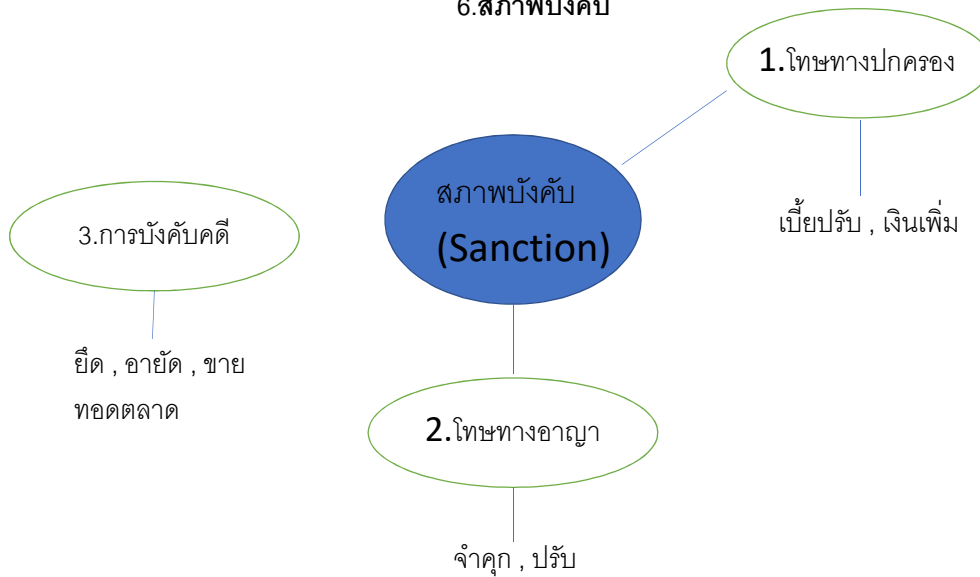 6.สภาพบังคับ
1.โทษทางปกครอง
เบี้ยปรับ , เงินเพิ่ม
สภาพบังคับ
(Sanction)
3.การบังคับคดี
ยึด , อายัด , ขาย
ทอดตลาด
2.โทษทางอาญา
จำคุก , ปรับ